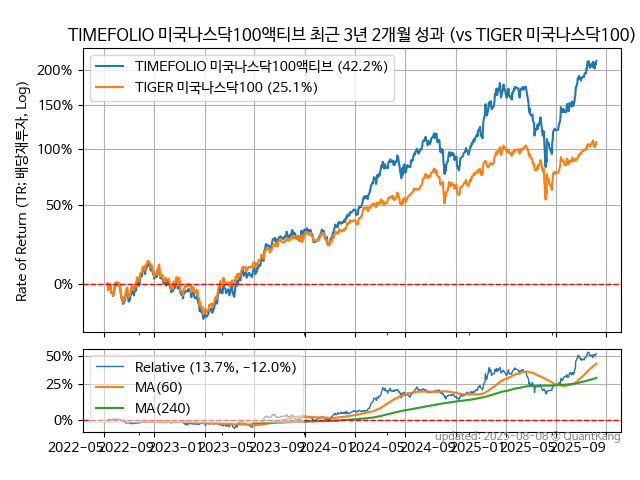 TIMEFOLIO 미국나스닥100액티브 최근 3년 2개월 성과 (vs TIGER 미국나스닥100)
Rate of Return (TR: 배당재투자, Log)
200%
150%
100%
50%
0%
TIMEFOLIO 미국나스닥100액티브 (42.2%)
TIGER 미국나스닥100 (25.1%)
50%
25%
0%
Relative (13.7%, −12.0%)
MA(60)
MA(240)
2022-05 2022-09 2023-01 2023-05 2023-09 2024-01 2024-05 2024-09 2025-01 2025-05 2025-09
updated: 2025-08-08 © QuantKang